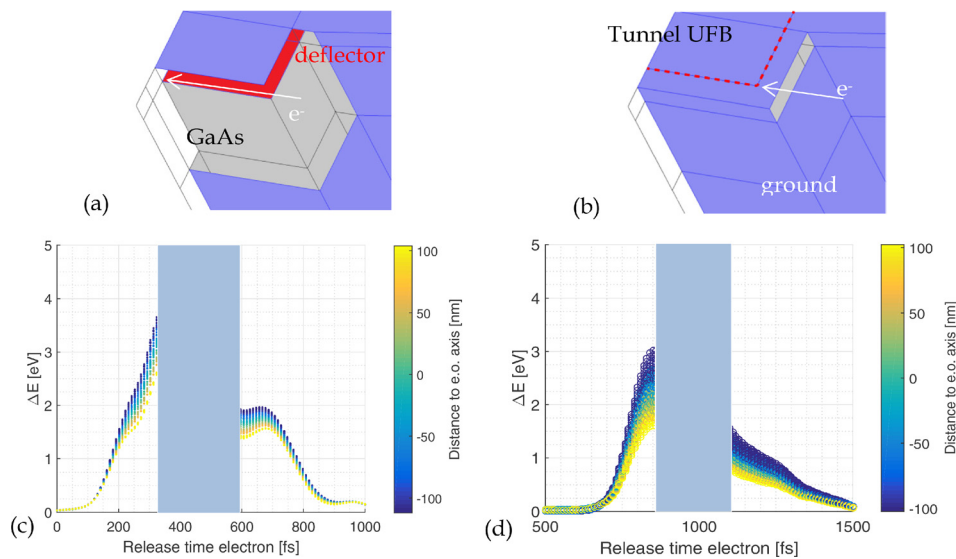 deflector
e-
GaAs
(a)
Tunnel UFB
e-
ground
(b)
5
4
3
2
1
0
ΔE [eV]
0
200
400
600
800
1000
Release time electron [fs]
100
50
0
-50
-100
Distance to e.o. axis [nm]
(c)
5
4
3
2
1
0
ΔE [eV]
500
1000
1500
Release time electron [fs]
100
50
0
-50
-100
Distance to e.o. axis [nm]
(d)